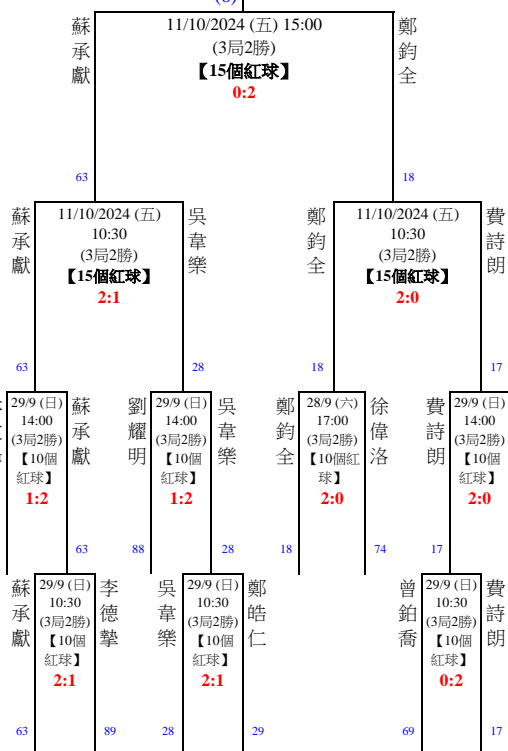 (6)
蘇承獻
11/10/2024 (五) 15:00
(3局2勝)
【15個紅球】
0:2
鄭鈞全
63
18
蘇承獻
11/10/2024 (五)
10:30
(3局2勝)
【15個紅球】
2:1
吳韋樂
鄭鈞全
11/10/2024 (五)
10:30
(3局2勝)
【15個紅球】
2:0
費詩朗
63
28
18
17
29/9 (日)
14:00
(3局2勝)
【10個
紅球】
1:2
蘇承獻
劉耀明
29/9 (日)
14:00
(3局2勝)
【10個
紅球】
1:2
吳韋樂
鄭鈞全
28/9 (六)
17:00
(3局2勝)
【10個紅
球】
2:0
徐偉洛
費詩朗
29/9 (日)
14:00
(3局2勝)
【10個
紅球】
2:0
63
88
28
18
74
17
蘇承獻
29/9 (日)
10:30
(3局2勝)
【10個
紅球】
2:1
李德摯
吳韋樂
29/9 (日)
10:30
(3局2勝)
【10個
紅球】
2:1
鄭皓仁
曾鉑喬
29/9 (日)
10:30
(3局2勝)
【10個
紅球】
0:2
費詩朗
63
89
28
29
69
17